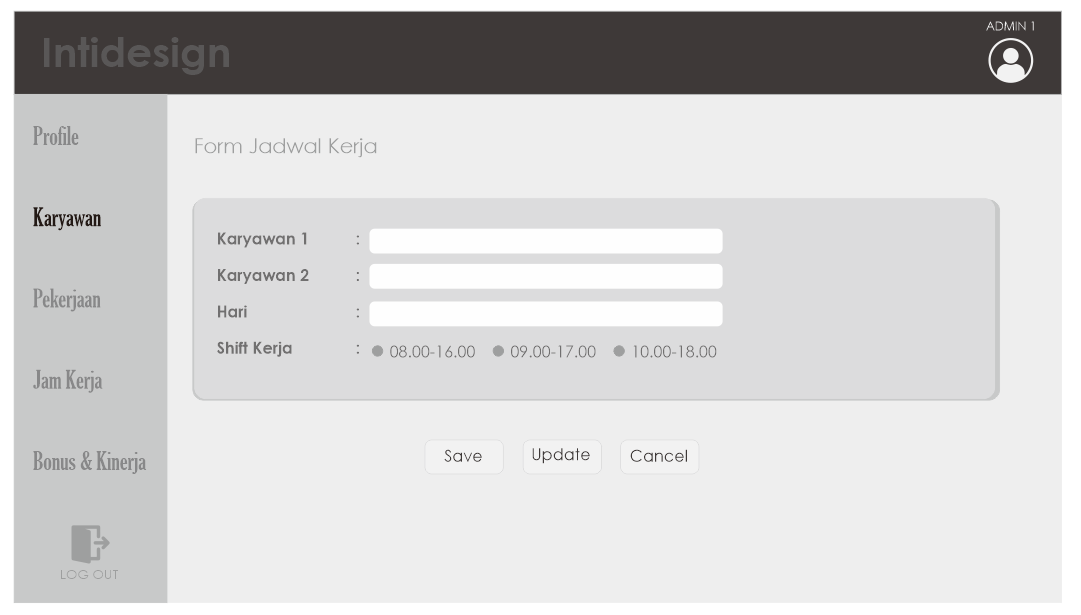 ADMIN 1
Intidesign
Profile
Karyawan
Pekerjaan
Jam Kerja
Bonus & Kinerja
LOG OUT
Form Jadwal Kerja
Karyawan 1 :
Karyawan 2 :
Hari :
Shift Kerja : 08.00-16.00 09.00-17.00 10.00-18.00
Save Update Cancel